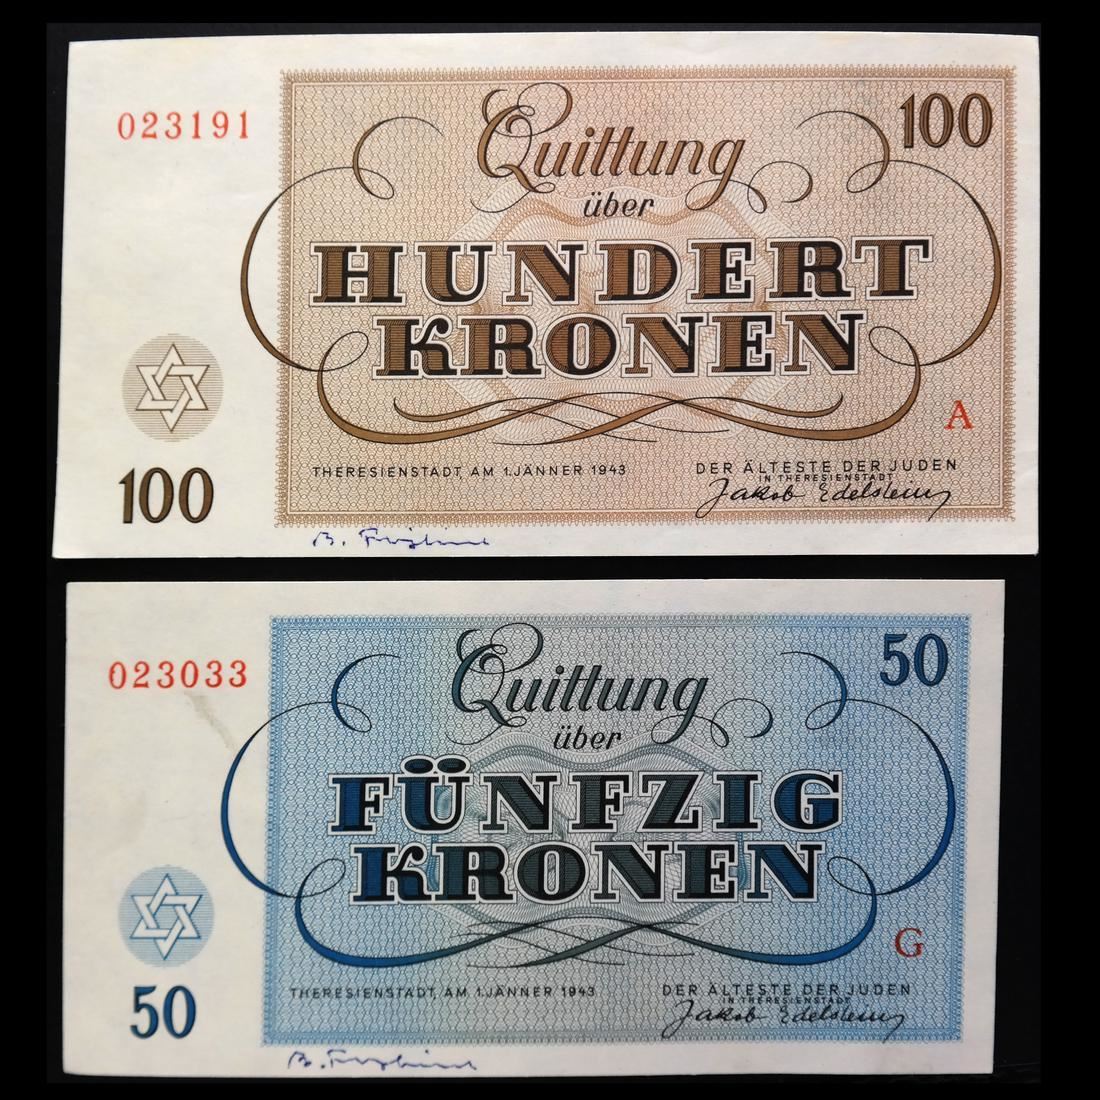 023191
100
Quittung
über
HUNDERT
KRONEN
A
THERESIENSTADT, AM 1. JÄNNER 1943
DER ÄLTESTE DER JUDEN
IN THERESIENSTADT
Jakob Edelstein
100
023033
50
Quittung
über
FÜNFZIG
KRONEN
G
THERESIENSTADT, AM 1. JÄNNER 1943
DER ÄLTESTE DER JUDEN
IN THERESIENSTADT
Jakob Edelstein
50